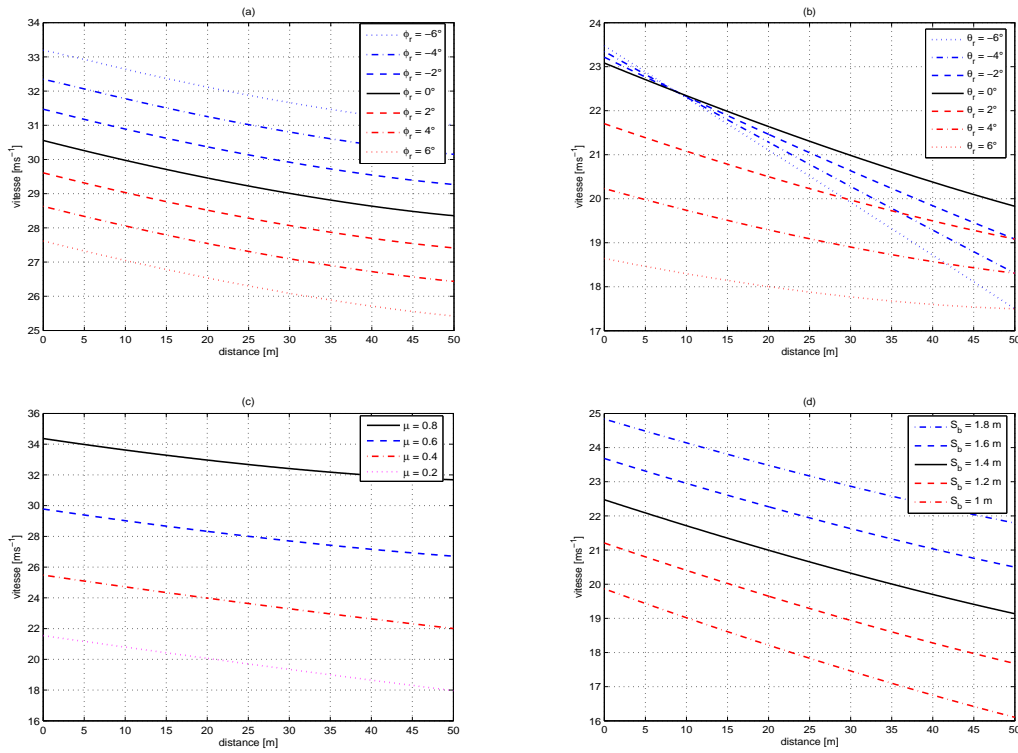 (a)
34
33
32
31
30
29
28
27
26
25
vitesse [ms⁻¹]
0 5 10 15 20 25 30 35 40 45 50
distance [m]
ϕr = −6°
ϕr = −4°
ϕr = −2°
ϕr = 0°
ϕr = 2°
ϕr = 4°
ϕr = 6°
(b)
24
23
22
21
20
19
18
17
vitesse [ms⁻¹]
0 5 10 15 20 25 30 35 40 45 50
distance [m]
θr = −6°
θr = −4°
θr = −2°
θr = 0°
θr = 2°
θr = 4°
θr = 6°
(c)
36
34
32
30
28
26
24
22
20
18
16
vitesse [ms⁻¹]
0 5 10 15 20 25 30 35 40 45 50
distance [m]
μ = 0.8
μ = 0.6
μ = 0.4
μ = 0.2
(d)
25
24
23
22
21
20
19
18
17
16
vitesse [ms⁻¹]
0 5 10 15 20 25 30 35 40 45 50
distance [m]
Sb = 1.8 m
Sb = 1.6 m
Sb = 1.4 m
Sb = 1.2 m
Sb = 1 m